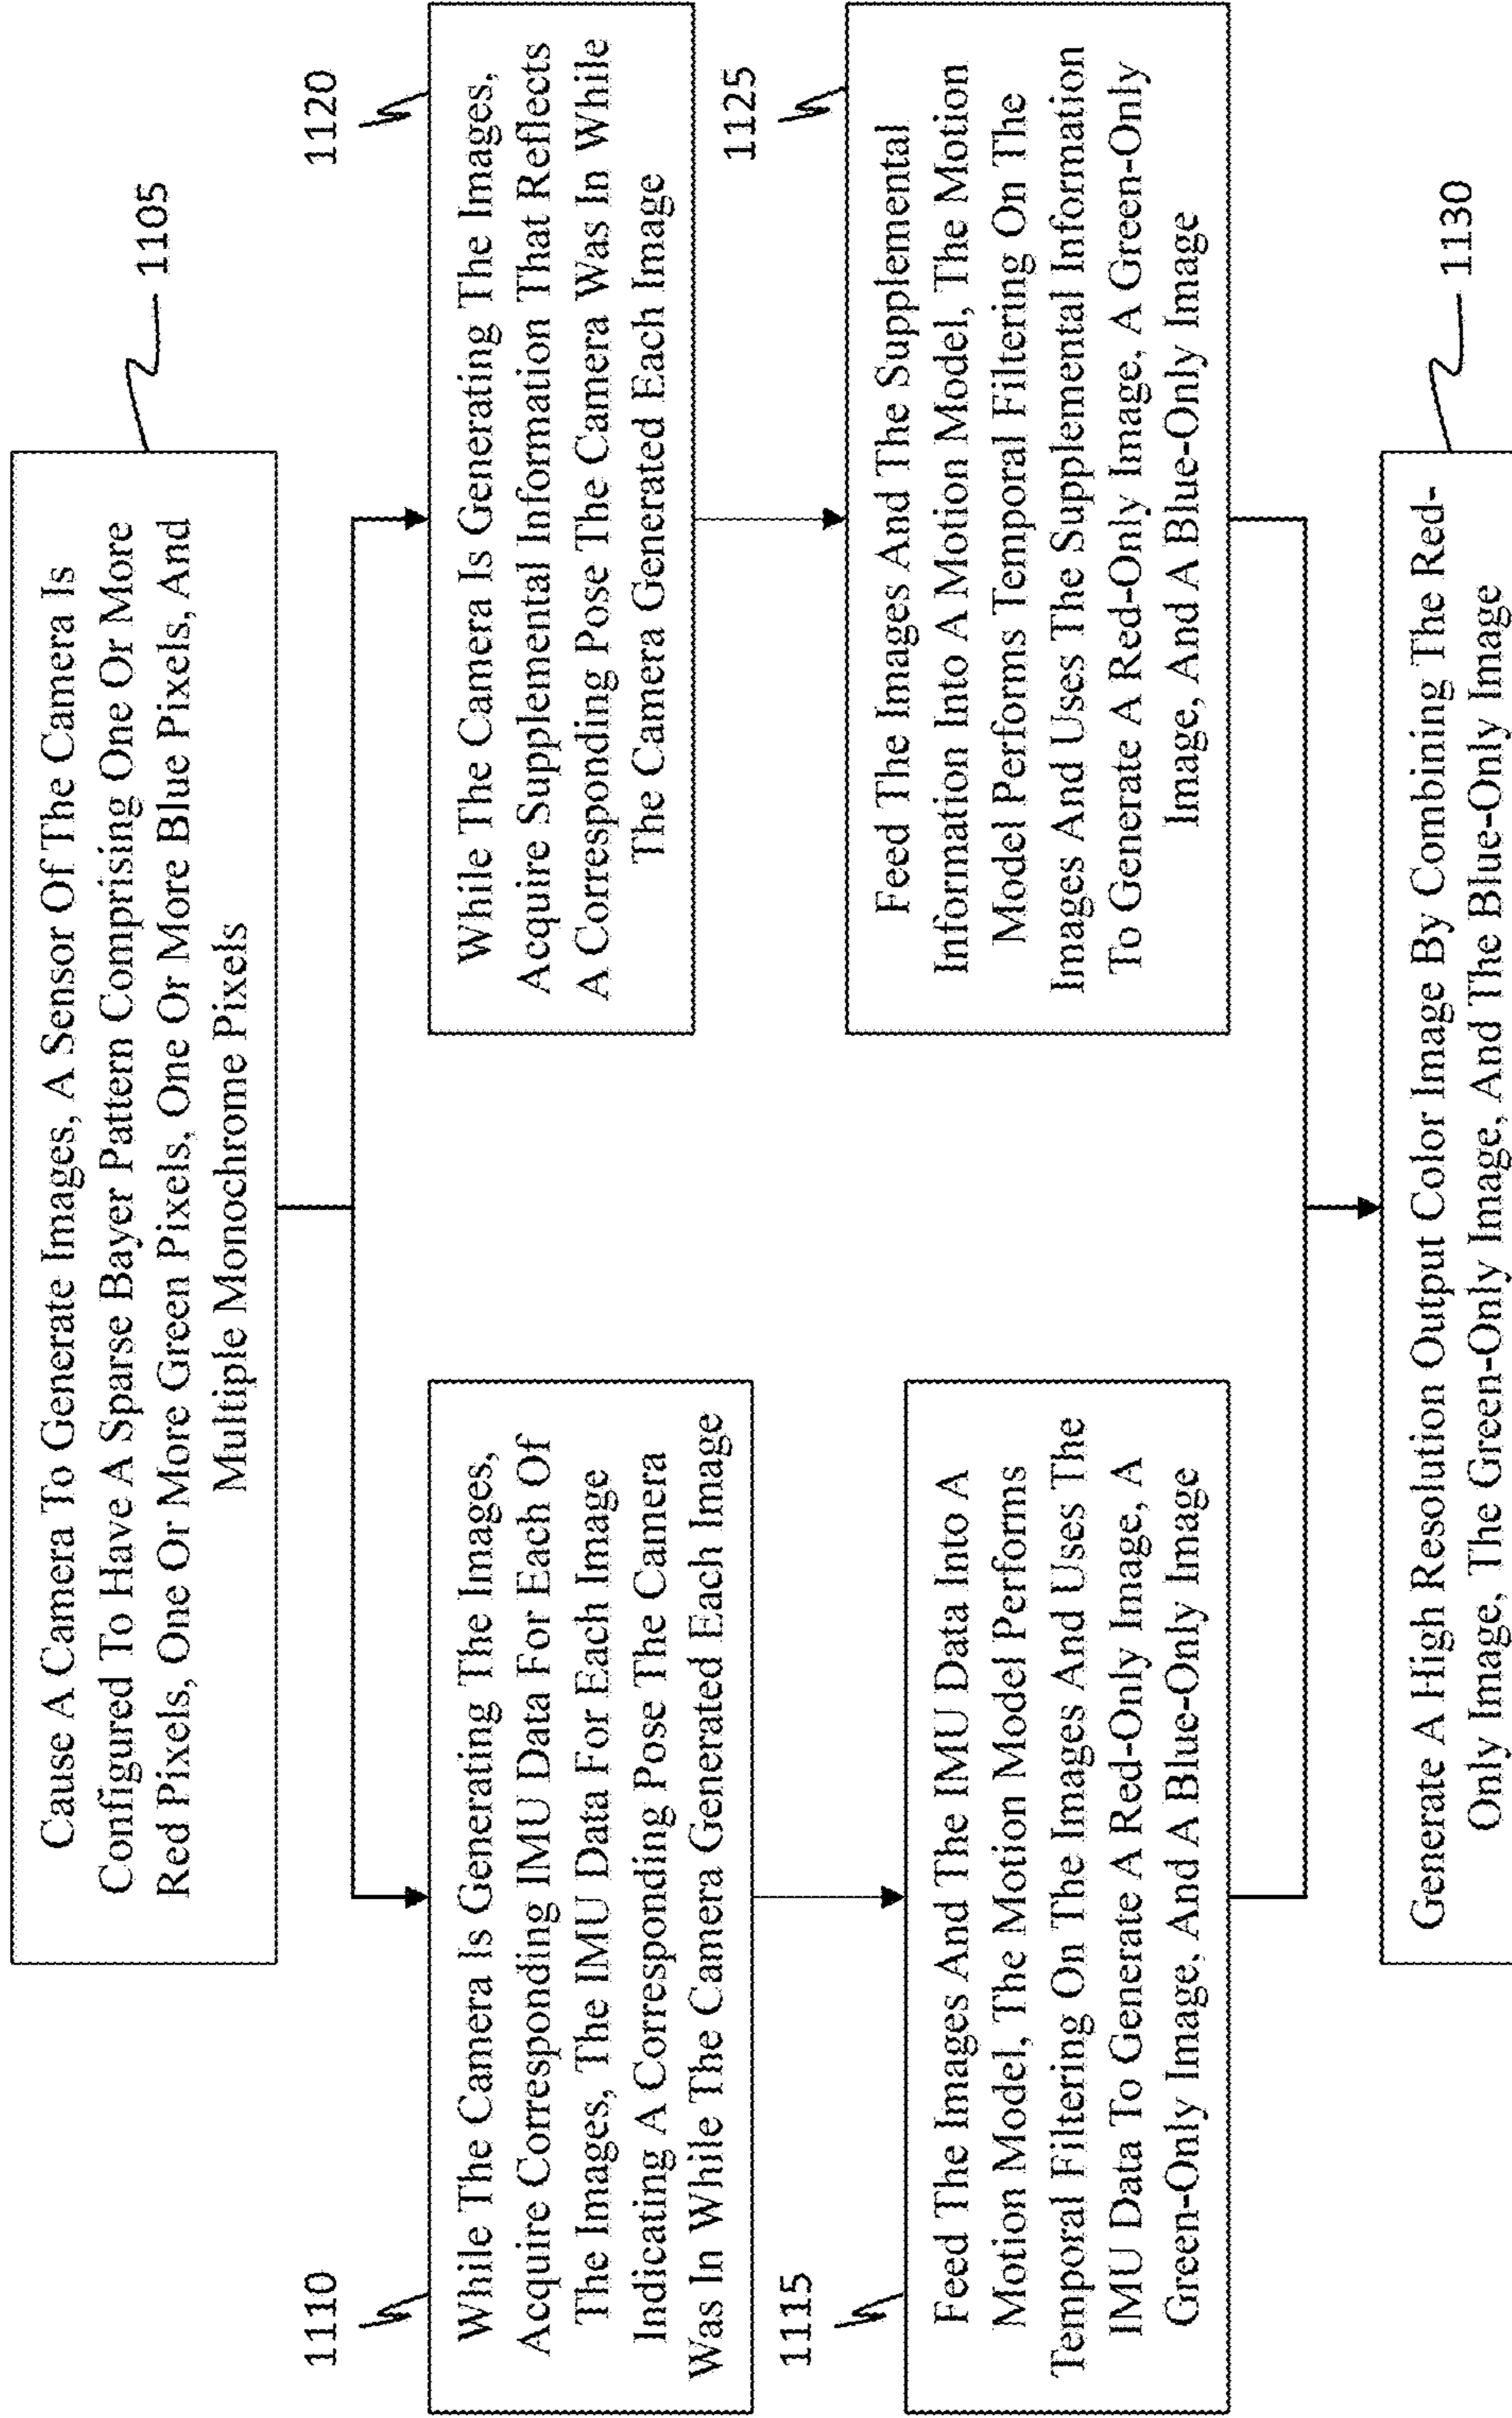 Cause A Camera To Generate Images, A Sensor Of The Camera Is
Configured To Have A Sparse Bayer Pattern Comprising One Or More
Red Pixels, One Or More Green Pixels, One Or More Blue Pixels, And
Multiple Monochrome Pixels
1105
1110
While The Camera Is Generating The Images,
Acquire Corresponding IMU Data For Each Of
The Images, The IMU Data For Each Image
Indicating A Corresponding Pose The Camera
Was In While The Camera Generated Each Image
1115
Feed The Images And The IMU Data Into A
Motion Model, The Motion Model Performs
Temporal Filtering On The Images And Uses The
IMU Data To Generate A Red-Only Image, A
Green-Only Image, And A Blue-Only Image
1120
While The Camera Is Generating The Images,
Acquire Supplemental Information That Reflects
A Corresponding Pose The Camera Was In While
The Camera Generated Each Image
1125
Feed The Images And The Supplemental
Information Into A Motion Model, The Motion
Model Performs Temporal Filtering On The
Images And Uses The Supplemental Information
To Generate A Red-Only Image, A Green-Only
Image, And A Blue-Only Image
1130
Generate A High Resolution Output Color Image By Combining The Red-
Only Image, The Green-Only Image, And The Blue-Only Image